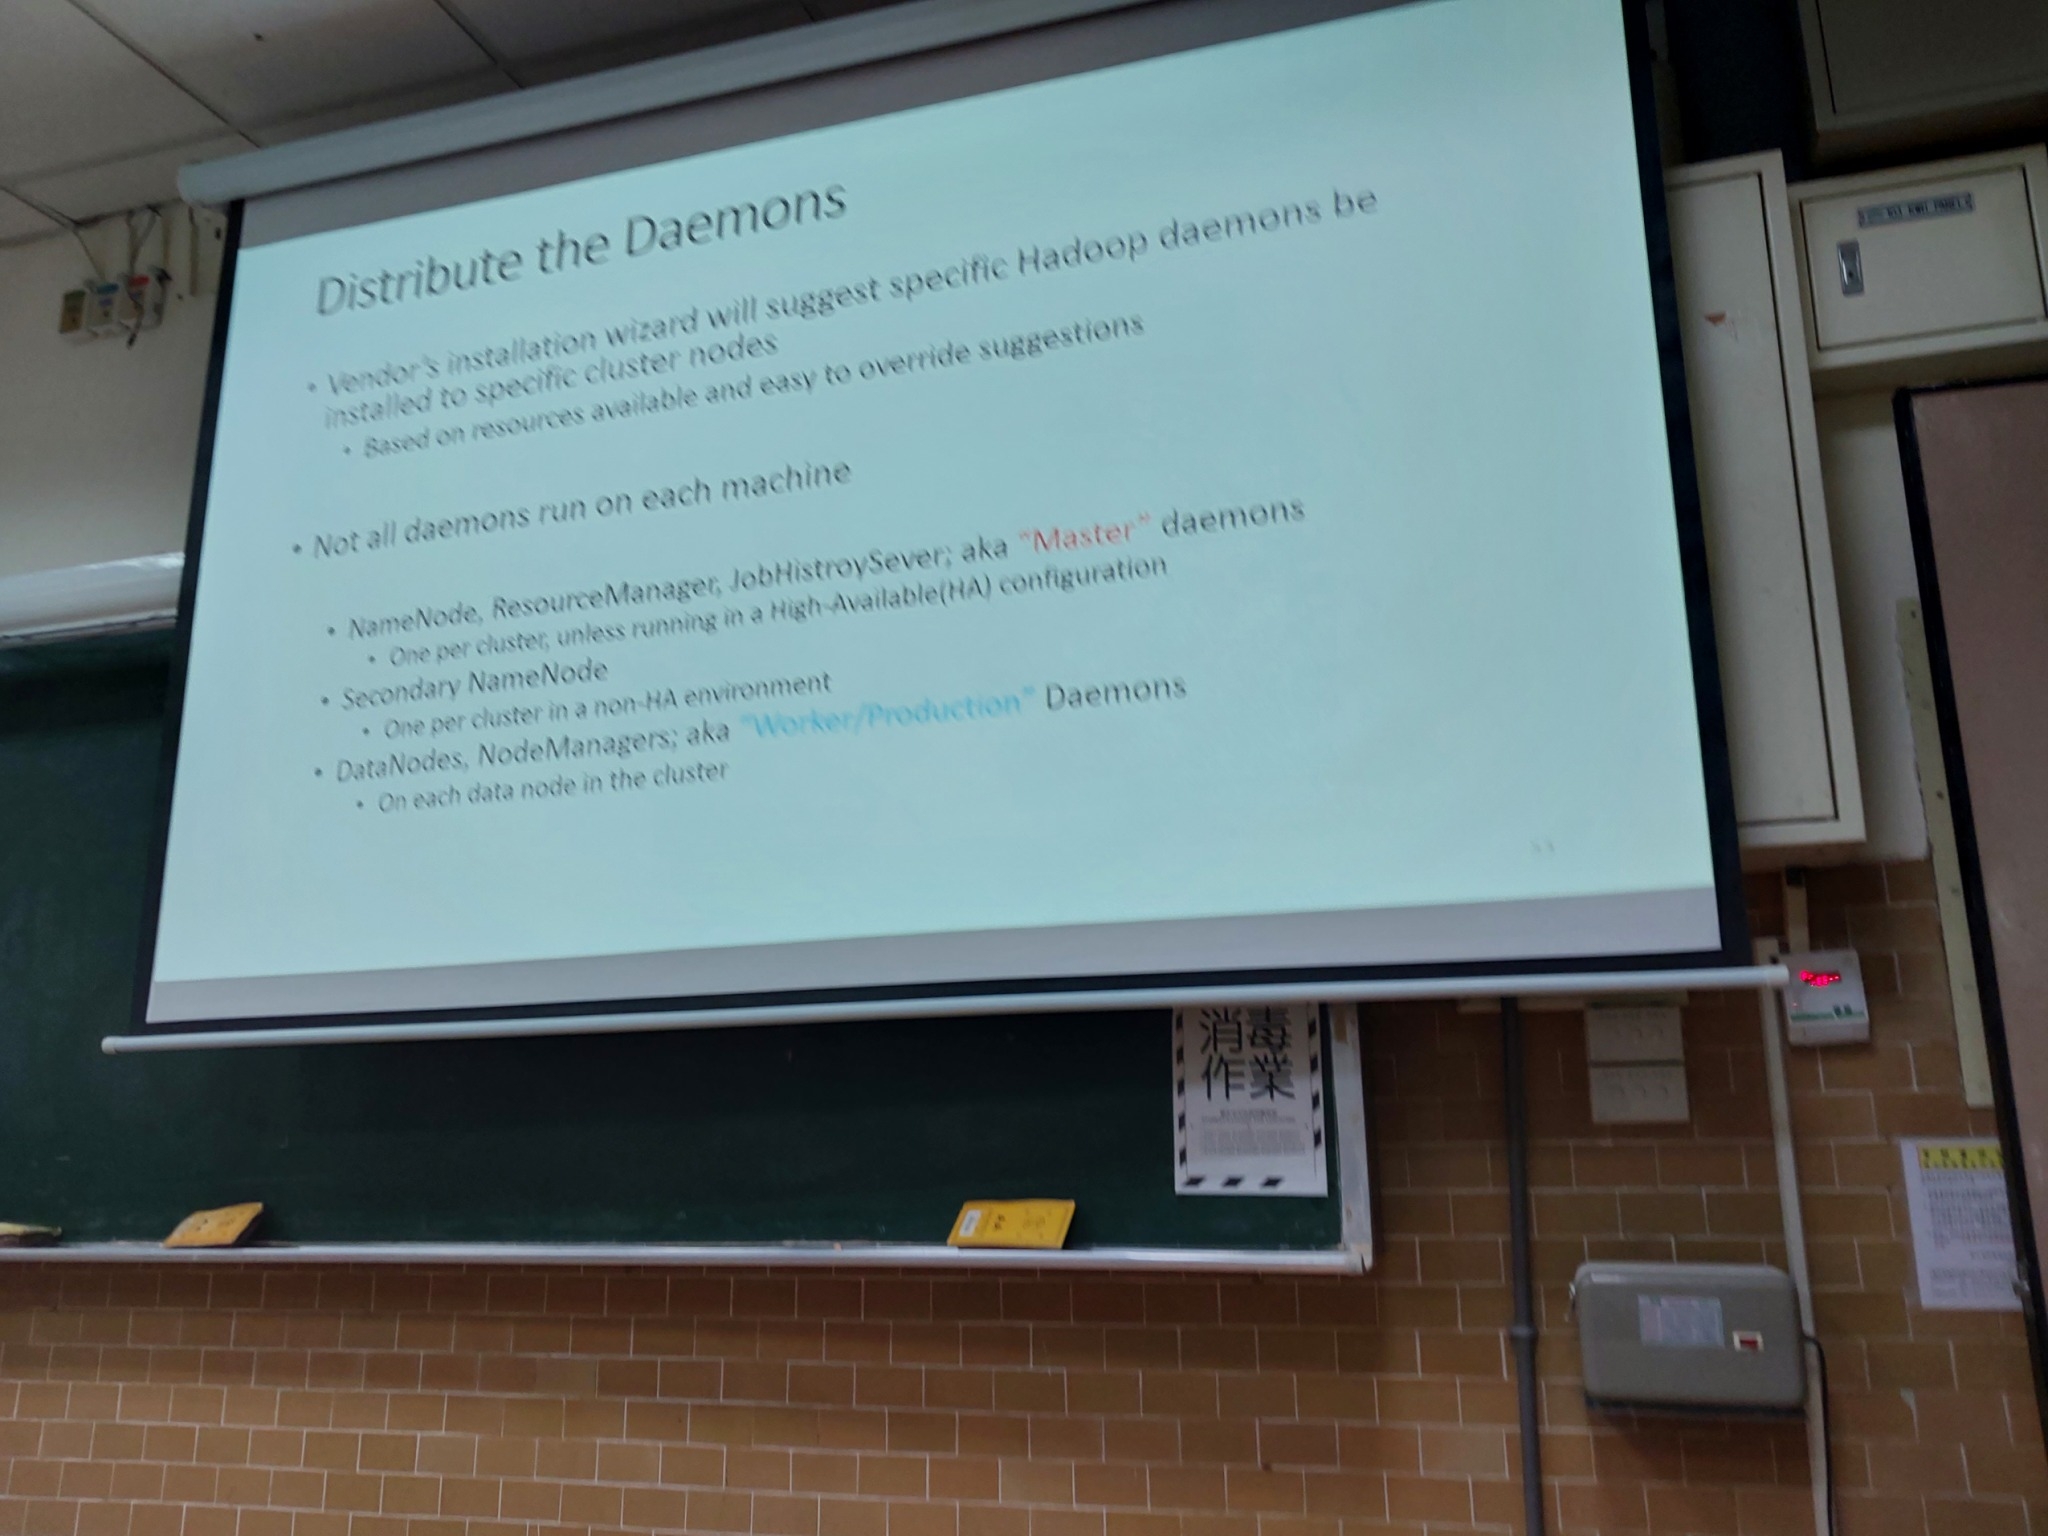 Distribute the Daemons
• Vendor's installation wizard will suggest specific Hadoop daemons be
installed to specific cluster nodes
• Based on resources available and easy to override suggestions
• Not all daemons run on each machine
• NameNode, ResourceManager, JobHistroySever; aka "Master" daemons
• One per cluster, unless running in a High-Available(HA) configuration
• Secondary NameNode
• One per cluster in a non-HA environment
• DataNodes, NodeManagers; aka "Worker/Production" Daemons
• On each data node in the cluster
53
消毒
作業